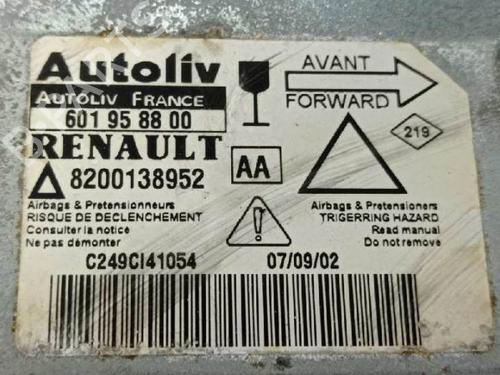 Autoliv
AUTOLIV FRANCE
601 95 88 00
RENAULT
8200138952
AA
AVANT
FORWARD
219
Airbags & Pretensionneurs
RISQUE DE DECLENCHEMENT
Consulter la notice
Ne pas démonter
Airbags & Pretensioners
TRIGERRING HAZARD
Read manual
Do not remove
C249CI41054
07/09/02